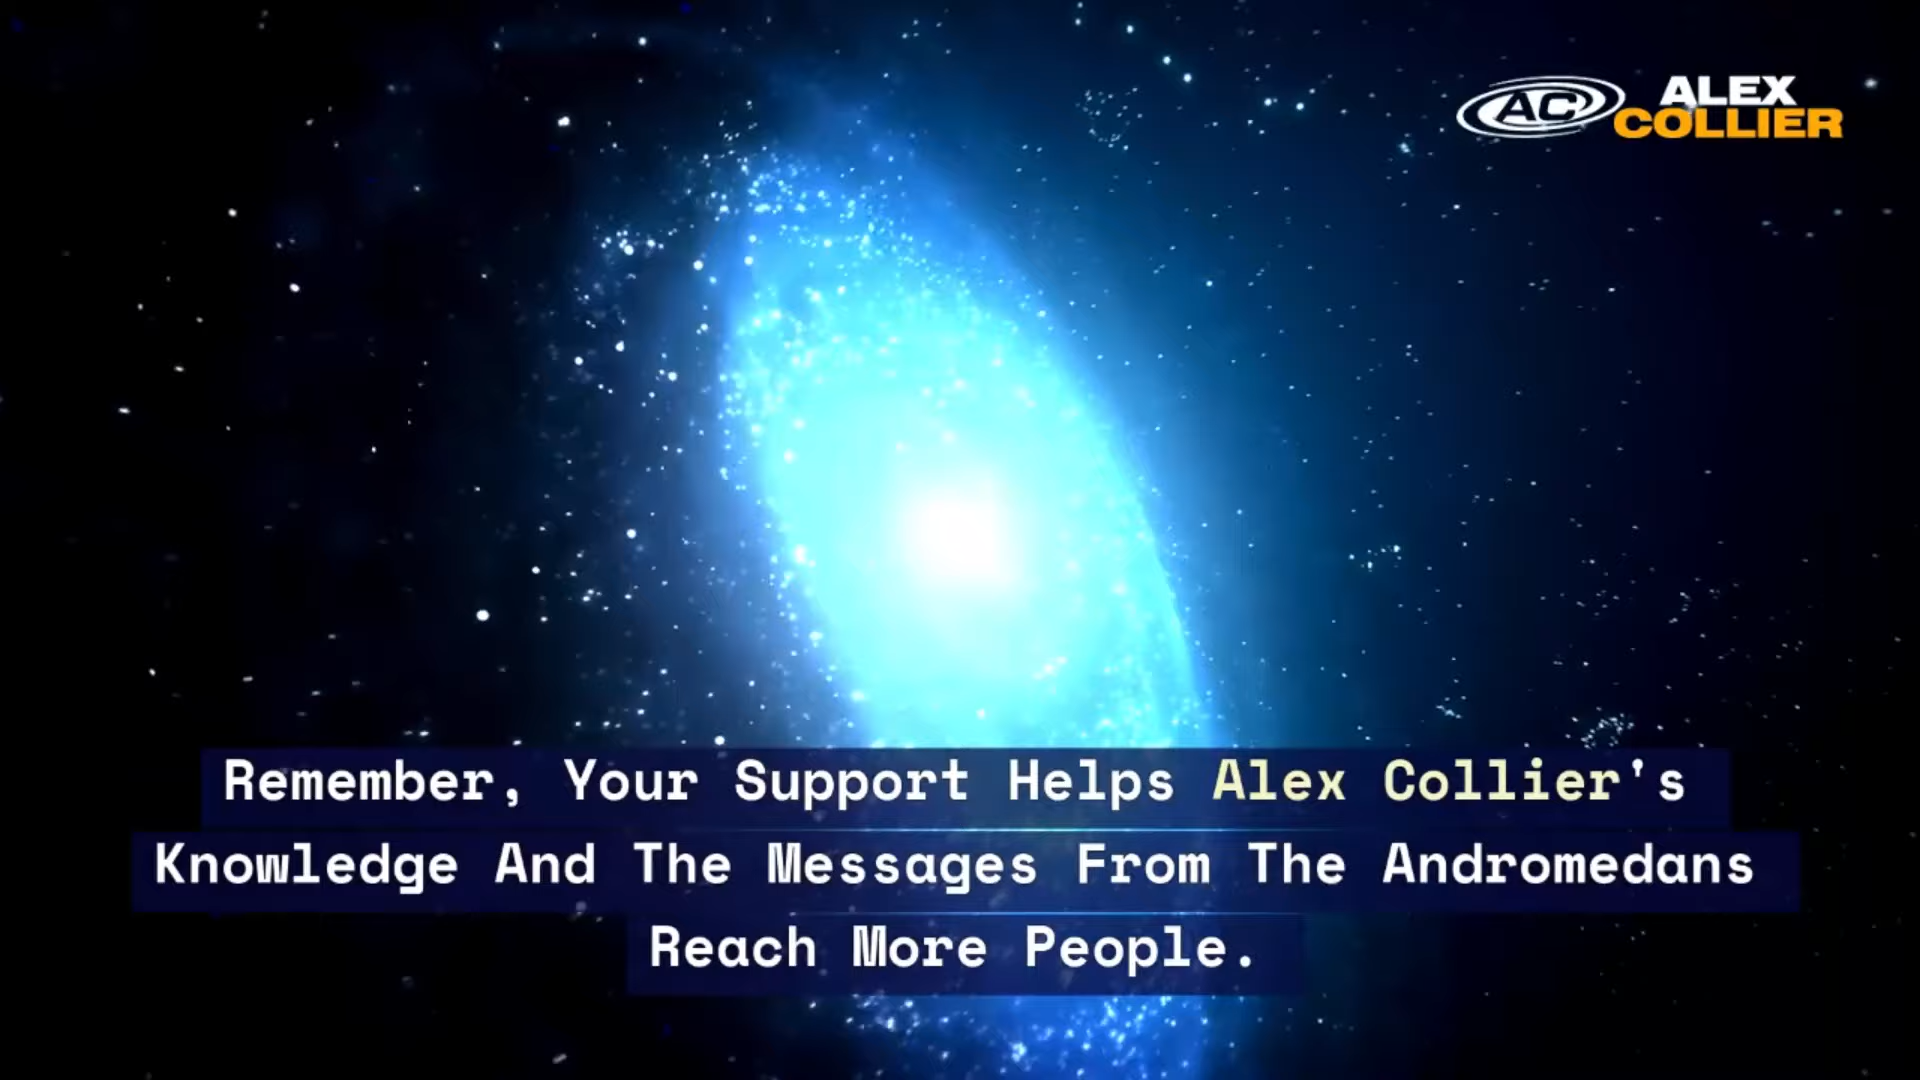 AC ALEX
COLLIER
Remember, Your Support Helps Alex Collier's
Knowledge And The Messages From The Andromedans
Reach More People.